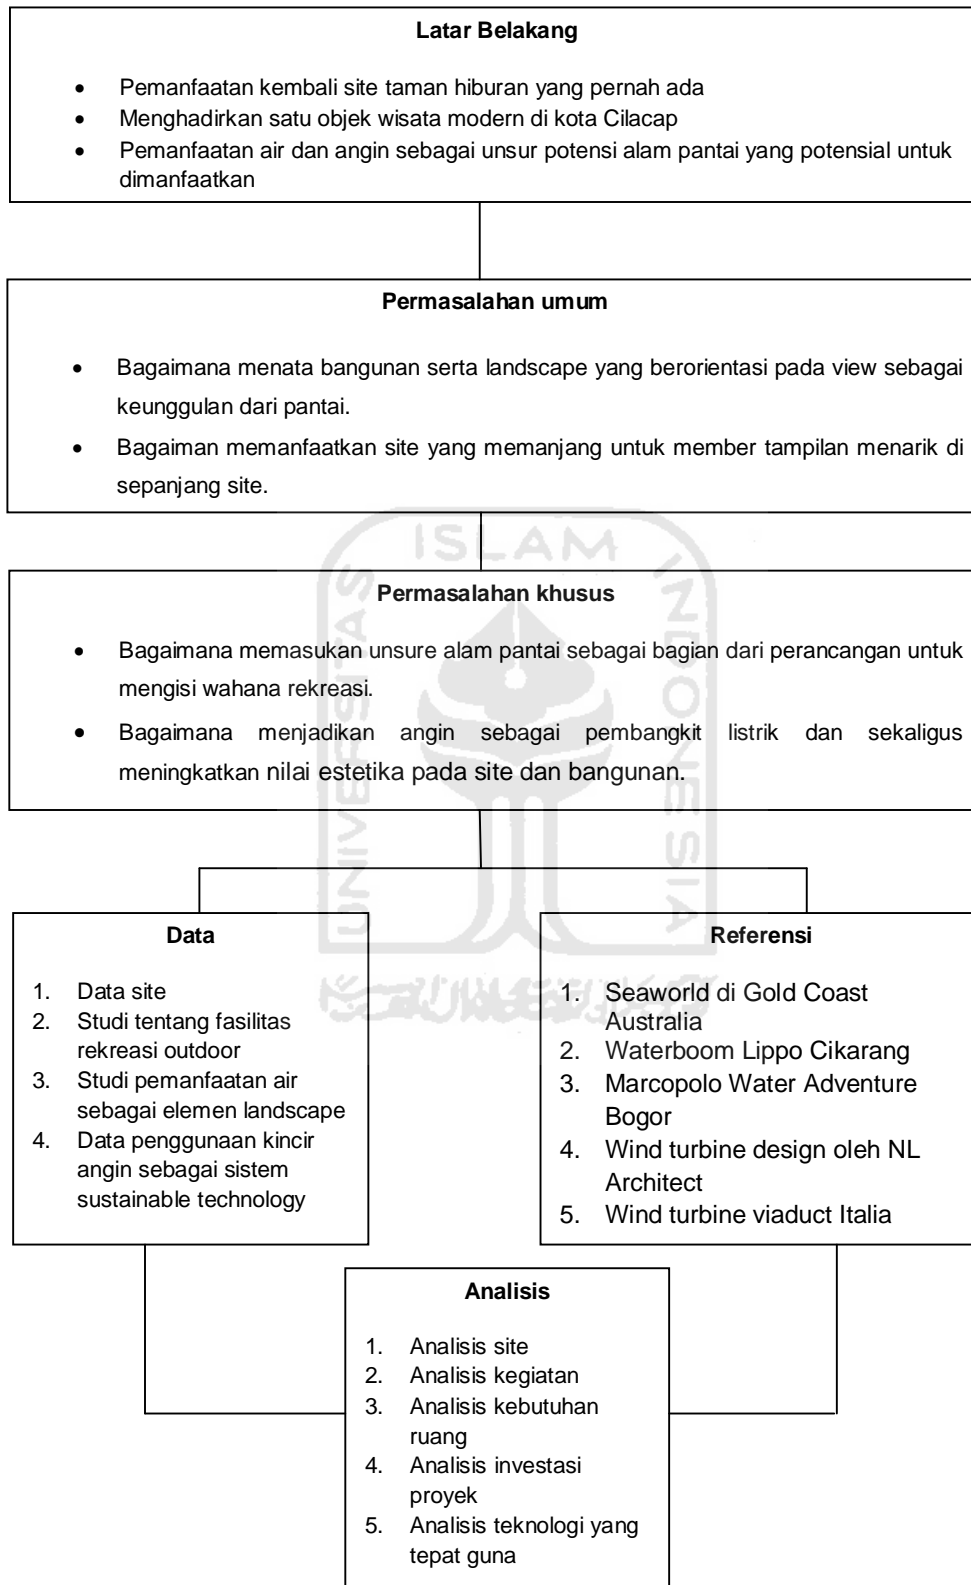 Latar Belakang
• Pemanfaatan kembali site taman hiburan yang pernah ada
• Menghadirkan satu objek wisata modern di kota Cilacap
• Pemanfaatan air dan angin sebagai unsur potensi alam pantai yang potensial untuk
dimanfaatkan
Permasalahan umum
• Bagaimana menata bangunan serta landscape yang berorientasi pada view sebagai
keunggulan dari pantai.
• Bagaiman memanfaatkan site yang memanjang untuk member tampilan menarik di
sepanjang site.
Permasalahan khusus
• Bagaimana memasukan unsure alam pantai sebagai bagian dari perancangan untuk
mengisi wahana rekreasi.
• Bagaimana menjadikan angin sebagai pembangkit listrik dan sekaligus
meningkatkan nilai estetika pada site dan bangunan.
UNIVERSITAS ISLAM INDONESIA
Data
1. Data site
2. Studi tentang fasilitas
rekreasi outdoor
3. Studi pemanfaatan air
sebagai elemen landscape
4. Data penggunaan kincir
angin sebagai sistem
sustainable technology
Referensi
1. Seaworld di Gold Coast
Australia
2. Waterboom Lippo Cikarang
3. Marcopolo Water Adventure
Bogor
4. Wind turbine design oleh NL
Architect
5. Wind turbine viaduct Italia
Analisis
1. Analisis site
2. Analisis kegiatan
3. Analisis kebutuhan
ruang
4. Analisis investasi
proyek
5. Analisis teknologi yang
tepat guna